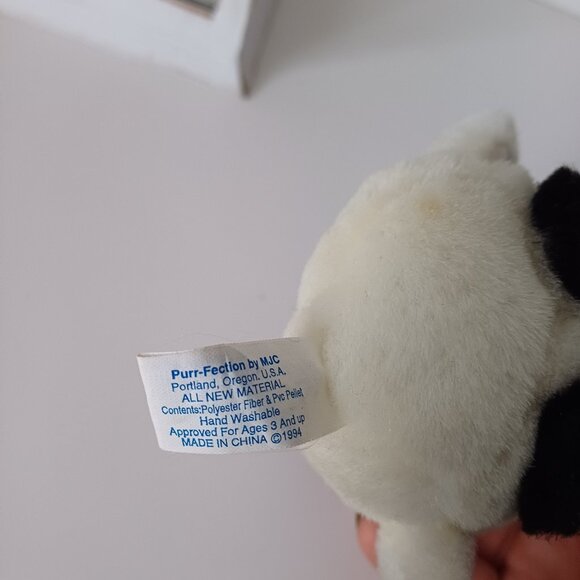 Purr-Fection by MJC
Portland, Oregon, U.S.A.
ALL NEW MATERIAL
Contents:Polyester Fiber & Pvc Pellet
Hand Washable
Approved For Ages 3 And up
MADE IN CHINA ©1994